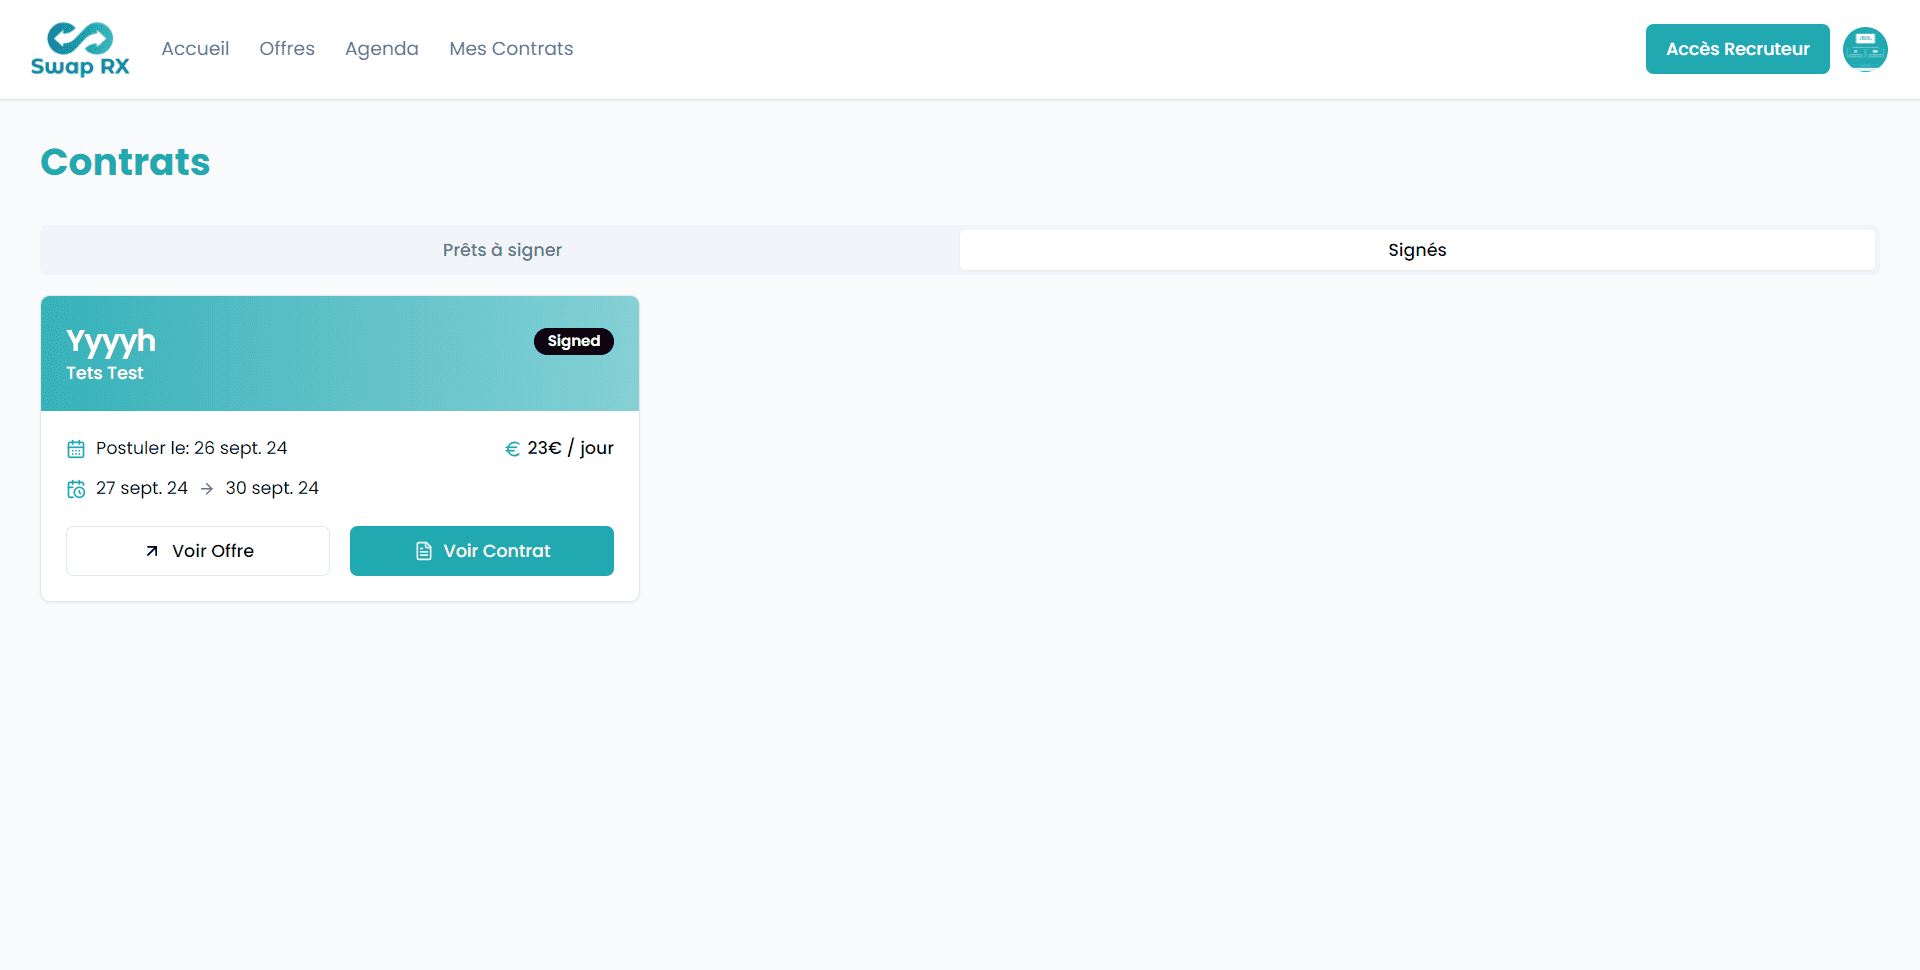 Swap RX
Accueil
Offres
Agenda
Mes Contrats
Accès Recruteur
Contrats
Prêts à signer
Signés
Yyyyh
Signed
Tets Test
Postuler le: 26 sept. 24
€ 23€ / jour
27 sept. 24 → 30 sept. 24
Voir Offre
Voir Contrat